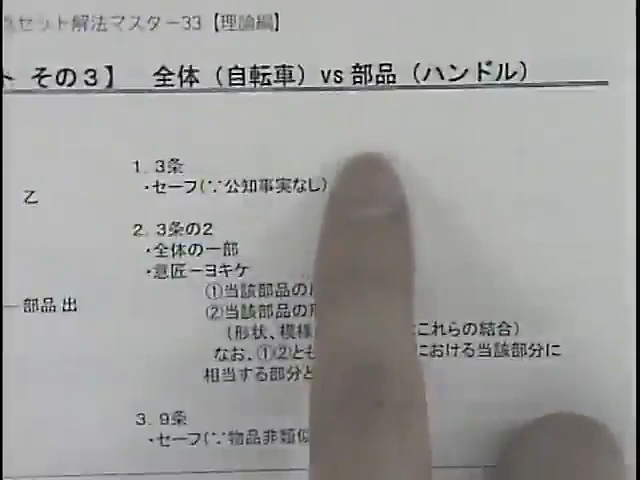 セット解法マスター33【理論編】
ト その3】 全体（自転車）vs 部品（ハンドル）
乙
1. 3条
・セーフ(∵公知事実なし)
2. 3条の2
・全体の一部
・意匠－ヨキケ
①当該部品の
部品出
②当該部品の
(形状、模様 これらの結合)
なお、①②とも における当該部分に
相当する部分と
3. 9条
・セーフ(∵物品非類似